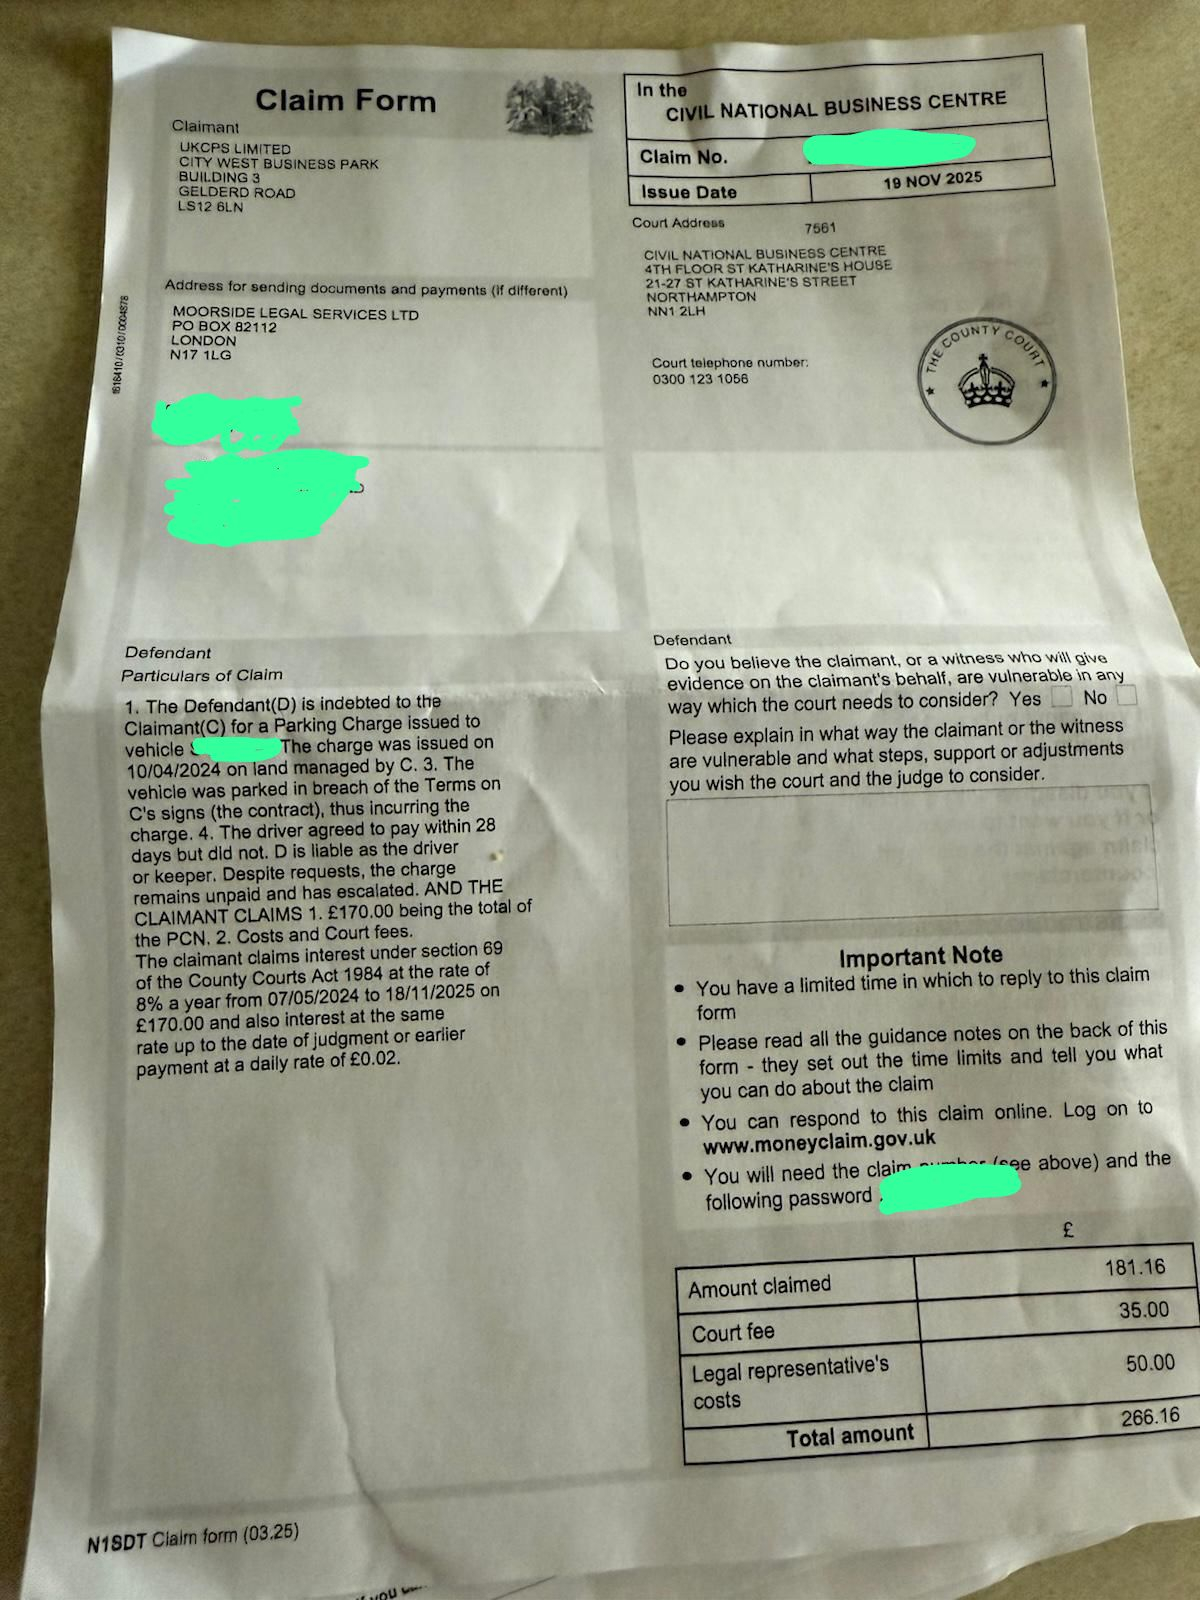 Claim Form
Claimant
UKCPS LIMITED
CITY WEST BUSINESS PARK
BUILDING 3
GELDERD ROAD
LS12 6LN
Address for sending documents and payments (if different)
MOORSIDE LEGAL SERVICES LTD
PO BOX 82112
LONDON
N17 1LG
In the
CIVIL NATIONAL BUSINESS CENTRE
Claim No.
Issue Date
19 NOV 2025
Court Address
7561
CIVIL NATIONAL BUSINESS CENTRE
4TH FLOOR ST KATHARINE'S HOUSE
21-27 ST KATHARINE'S STREET
NORTHAMPTON
NN1 2LH
Court telephone number:
0300 123 1056
THE COUNTY COURT
Defendant
Particulars of Claim
1. The Defendant(D) is indebted to the
Claimant(C) for a Parking Charge issued to
vehicle The charge was issued on
10/04/2024 on land managed by C. 3. The
vehicle was parked in breach of the Terms on
C's signs (the contract), thus incurring the
charge. 4. The driver agreed to pay within 28
days but did not. D is liable as the driver
or keeper. Despite requests, the charge
remains unpaid and has escalated. AND THE
CLAIMANT CLAIMS 1. £170.00 being the total of
the PCN. 2. Costs and Court fees.
The claimant claims interest under section 69
of the County Courts Act 1984 at the rate of
8% a year from 07/05/2024 to 18/11/2025 on
£170.00 and also interest at the same
rate up to the date of judgment or earlier
payment at a daily rate of £0.02.
Defendant
Do you believe the claimant, or a witness who will give
evidence on the claimant's behalf, are vulnerable in any
way which the court needs to consider? Yes No
Please explain in what way the claimant or the witness
are vulnerable and what steps, support or adjustments
you wish the court and the judge to consider.
Important Note
• You have a limited time in which to reply to this claim
form
• Please read all the guidance notes on the back of this
form - they set out the time limits and tell you what
you can do about the claim
• You can respond to this claim online. Log on to
www.moneyclaim.gov.uk
• You will need the claim number (see above) and the
following password
£
Amount claimed 181.16
Court fee 35.00
Legal representative's
costs 50.00
Total amount 266.16
N1SDT Claim form (03.25)